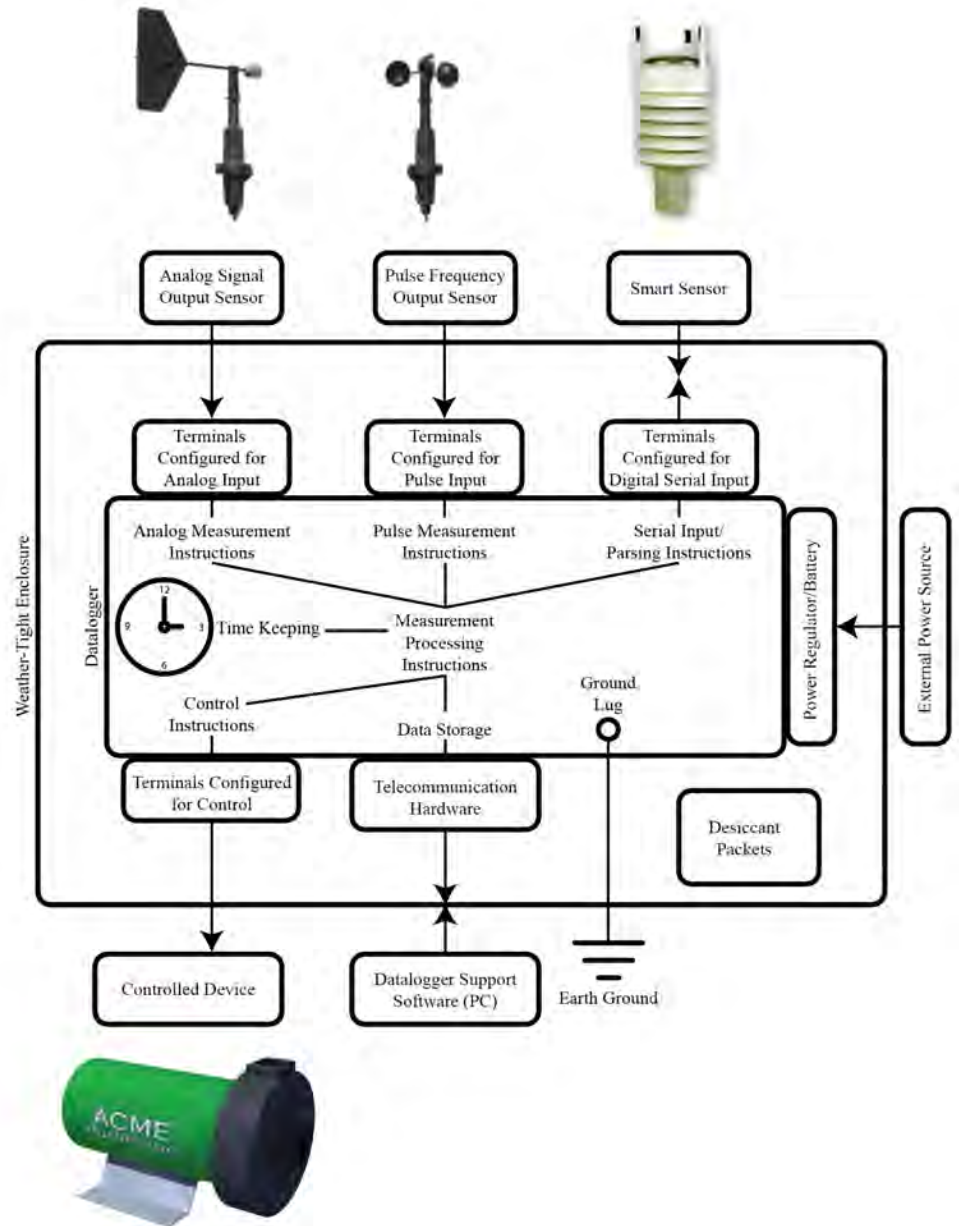 Analog Signal
Output Sensor
Pulse Frequency
Output Sensor
Smart Sensor
Terminals
Configured for
Analog Input
Terminals
Configured for
Pulse Input
Terminals
Configured for
Digital Serial Input
Weather-Tight Enclosure
Datalogger
Analog Measurement
Instructions
Pulse Measurement
Instructions
Serial Input/
Parsing Instructions
12
9
3
6
Time Keeping
Measurement
Processing
Instructions
Power Regulator/Battery
External Power Source
Control
Instructions
Data Storage
Ground
Lug
Terminals Configured
for Control
Telecommunication
Hardware
Desiccant
Packets
Controlled Device
Datalogger Support
Software (PC)
Earth Ground
ACME